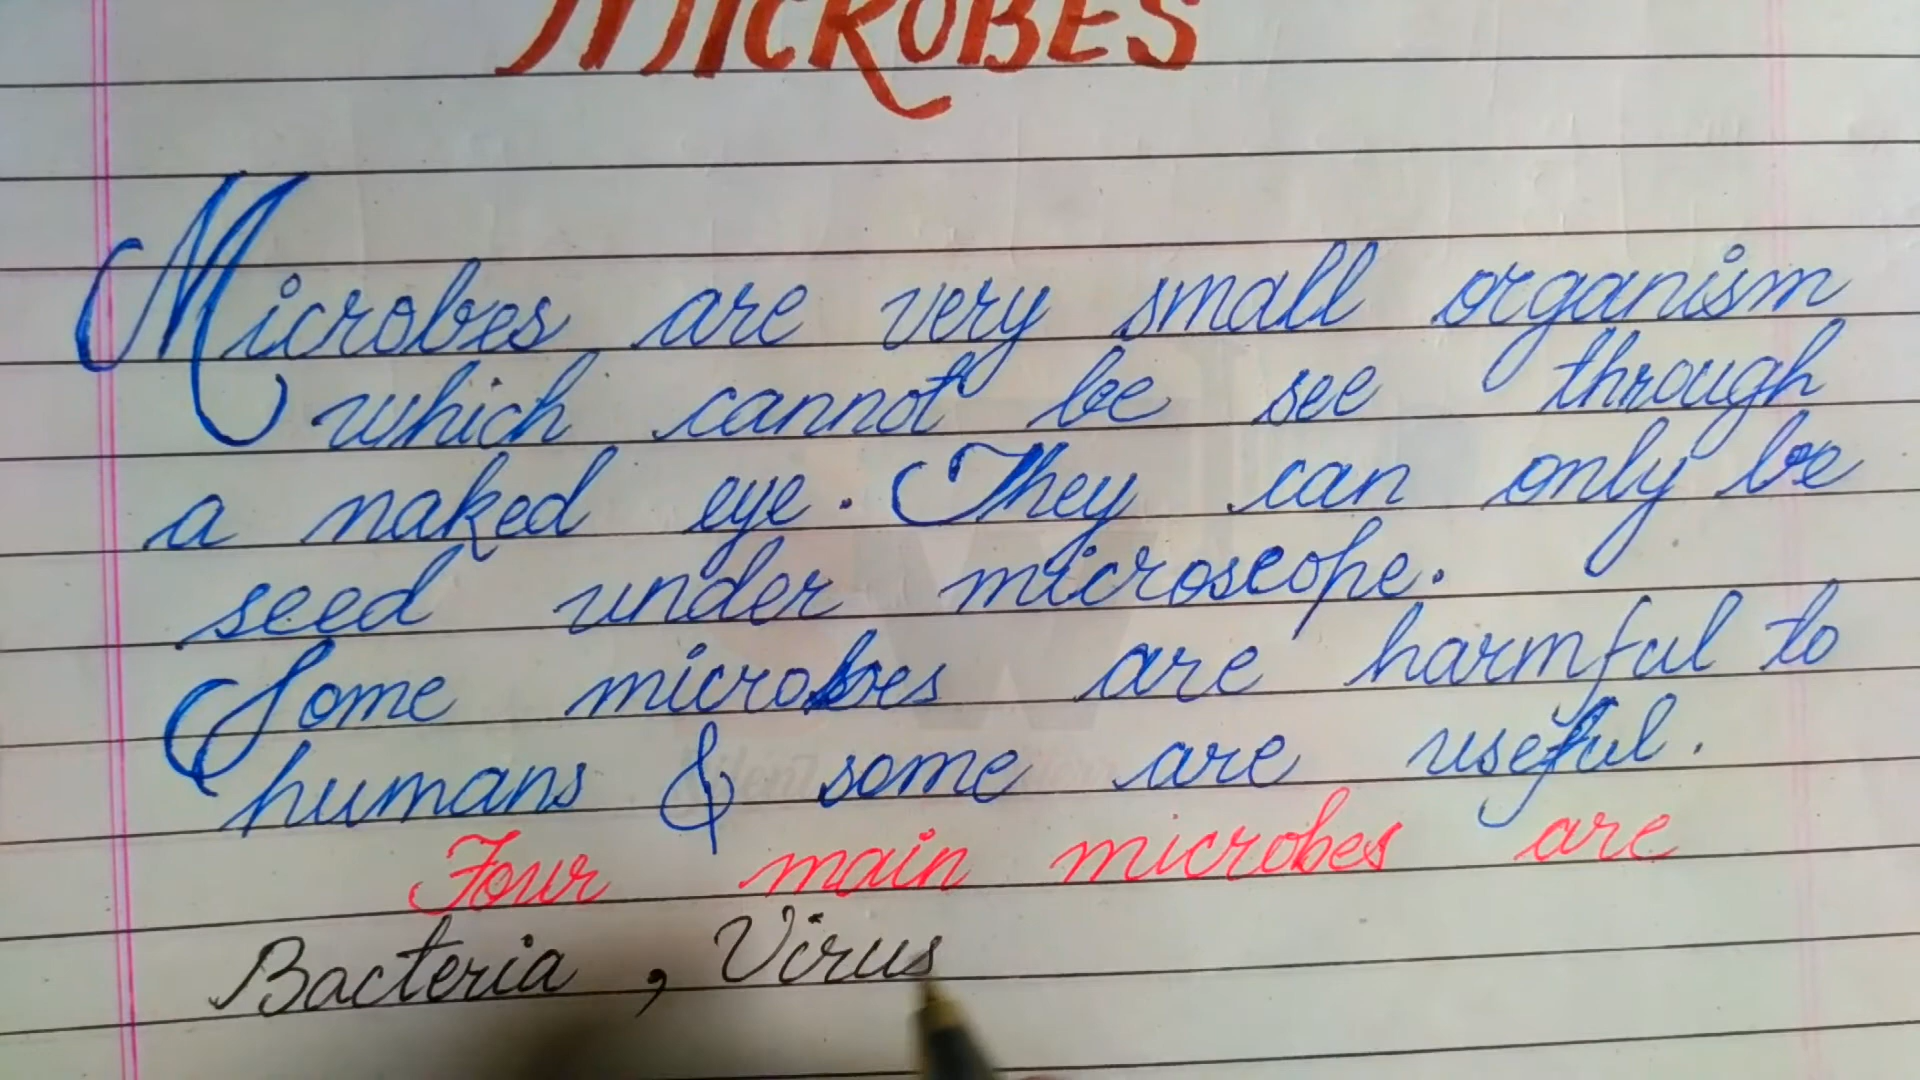 MICROBES
Microbes are very small organism
which cannot be see through
a naked eye. They can only be
seed under microscope.
Some microbes are harmful to
humans & some are useful.
Four main microbes are
Bacteria , Virus